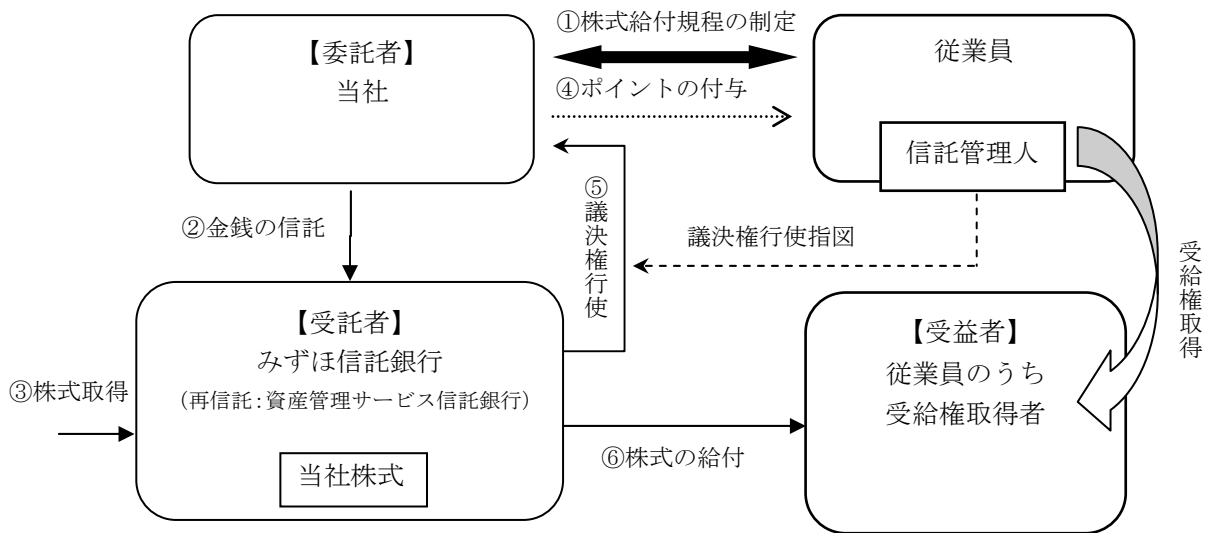 ①株式給付規程の制定
【委託者】
当社
従業員
④ポイントの付与
信託管理人
②金銭の信託
⑤議決権行使
議決権行使指図
受給権取得
【受託者】
みずほ信託銀行
(再信託:資産管理サービス信託銀行)
当社株式
③株式取得
【受益者】
従業員のうち
受給権取得者
⑥株式の給付